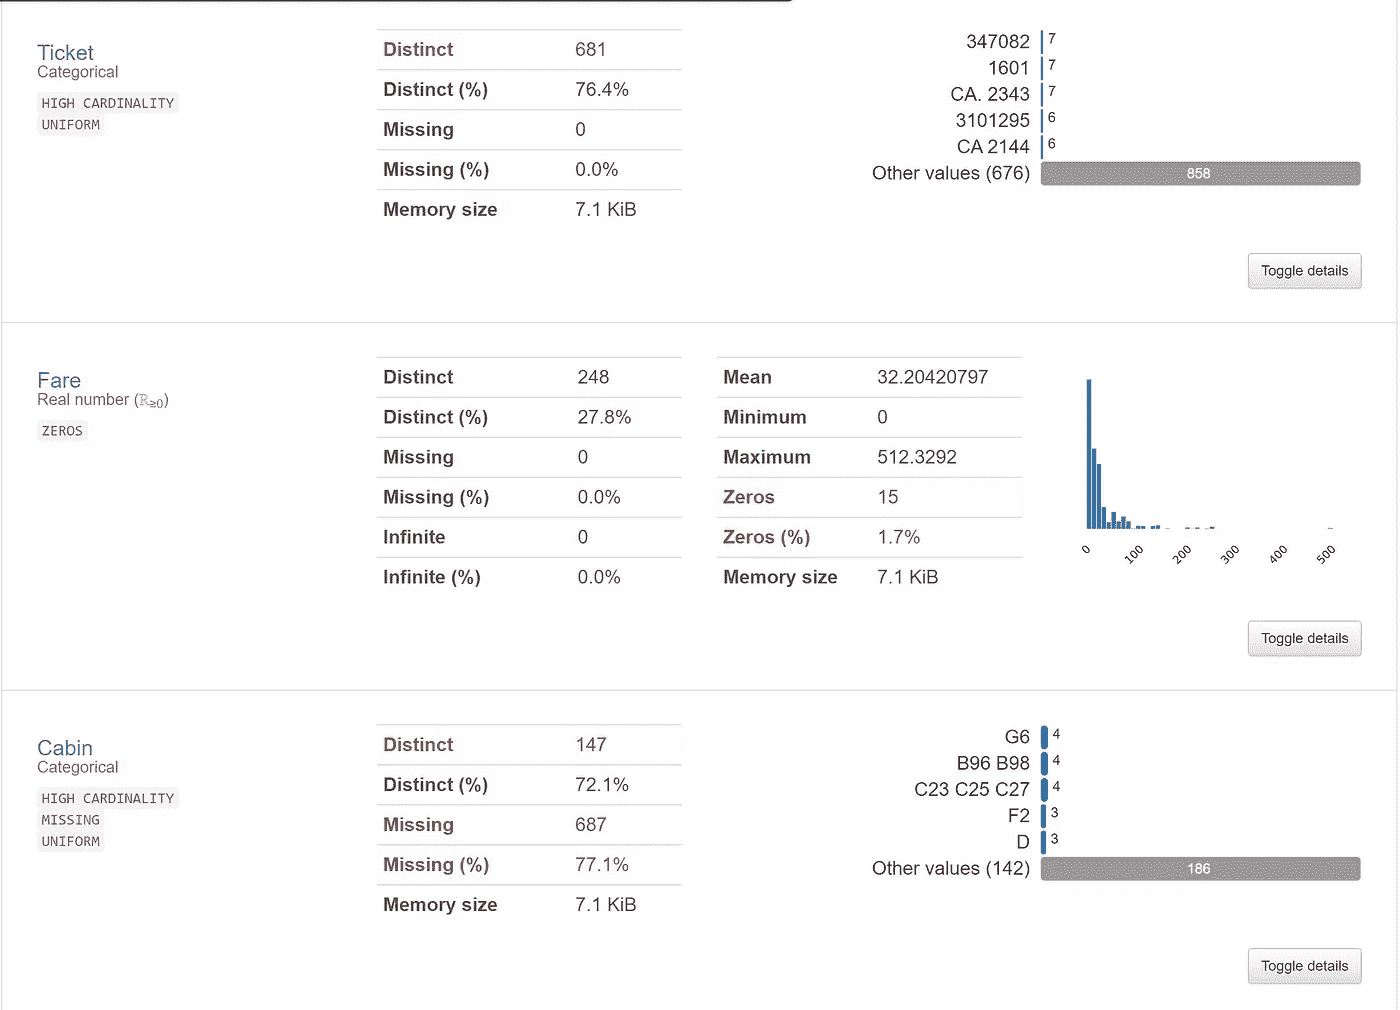 Ticket
Categorical
HIGH CARDINALITY
UNIFORM
Distinct 681
Distinct (%) 76.4%
Missing 0
Missing (%) 0.0%
Memory size 7.1 KiB
347082 7
1601 7
CA. 2343 7
3101295 6
CA 2144 6
Other values (676) 858
Toggle details
Fare
Real number (ℝ≥0)
ZEROS
Distinct 248
Distinct (%) 27.8%
Missing 0
Missing (%) 0.0%
Infinite 0
Infinite (%) 0.0%
Mean 32.20420797
Minimum 0
Maximum 512.3292
Zeros 15
Zeros (%) 1.7%
Memory size 7.1 KiB
0 100 200 300 400 500
Toggle details
Cabin
Categorical
HIGH CARDINALITY
MISSING
UNIFORM
Distinct 147
Distinct (%) 72.1%
Missing 687
Missing (%) 77.1%
Memory size 7.1 KiB
G6 4
B96 B98 4
C23 C25 C27 4
F2 3
D 3
Other values (142) 186
Toggle details